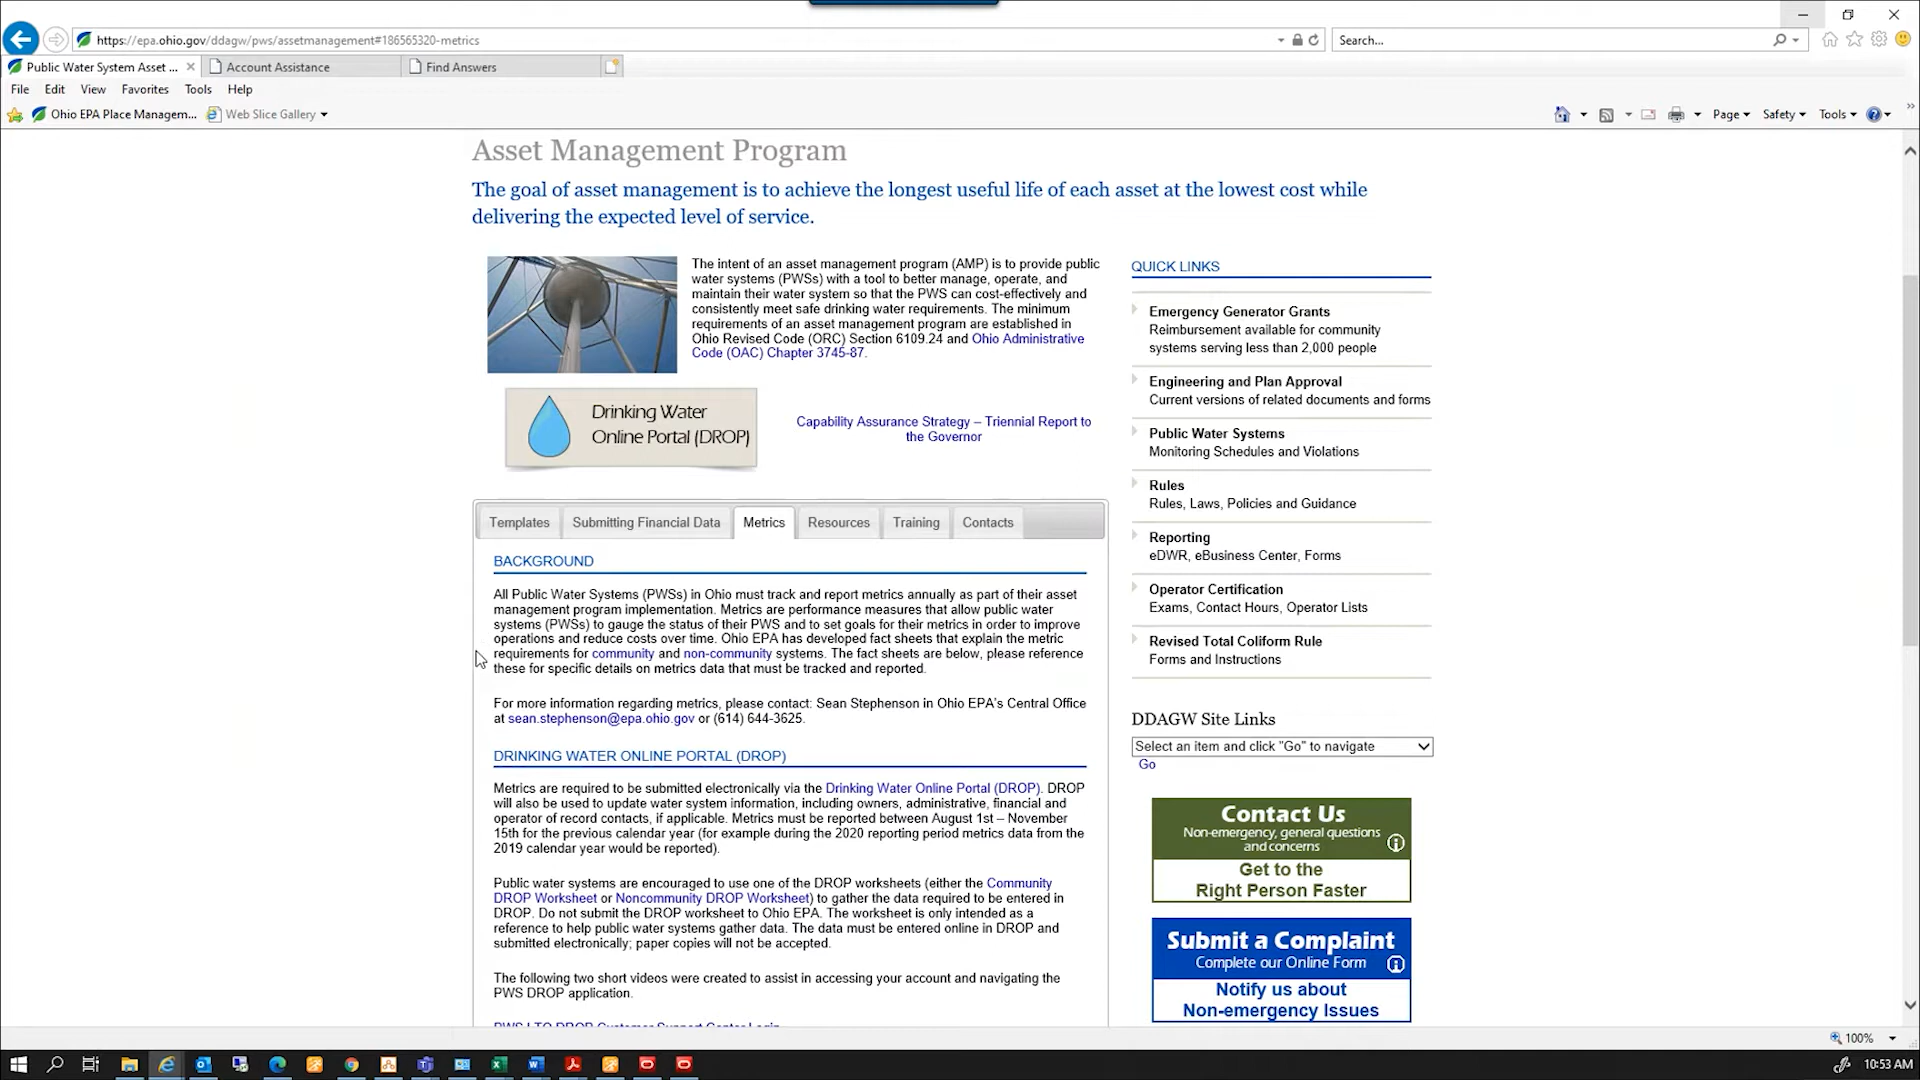 https://epa.ohio.gov/ddagw/pws/assetmanagement#186565320-metrics
Search...
Public Water System Asset ...
Account Assistance
Find Answers
File Edit View Favorites Tools Help
Ohio EPA Place Managem...
Web Slice Gallery
Page
Safety
Tools
Asset Management Program
The goal of asset management is to achieve the longest useful life of each asset at the lowest cost while
delivering the expected level of service.
The intent of an asset management program (AMP) is to provide public
water systems (PWSs) with a tool to better manage, operate, and
maintain their water system so that the PWS can cost-effectively and
consistently meet safe drinking water requirements. The minimum
requirements of an asset management program are established in
Ohio Revised Code (ORC) Section 6109.24 and Ohio Administrative
Code (OAC) Chapter 3745-87.
Drinking Water
Online Portal (DROP)
Capability Assurance Strategy – Triennial Report to
the Governor
Templates
Submitting Financial Data
Metrics
Resources
Training
Contacts
BACKGROUND
All Public Water Systems (PWSs) in Ohio must track and report metrics annually as part of their asset
management program implementation. Metrics are performance measures that allow public water
systems (PWSs) to gauge the status of their PWS and to set goals for their metrics in order to improve
operations and reduce costs over time. Ohio EPA has developed fact sheets that explain the metric
requirements for community and non-community systems. The fact sheets are below, please reference
these for specific details on metrics data that must be tracked and reported.
For more information regarding metrics, please contact: Sean Stephenson in Ohio EPA's Central Office
at sean.stephenson@epa.ohio.gov or (614) 644-3625.
DRINKING WATER ONLINE PORTAL (DROP)
Metrics are required to be submitted electronically via the Drinking Water Online Portal (DROP). DROP
will also be used to update water system information, including owners, administrative, financial and
operator of record contacts, if applicable. Metrics must be reported between August 1st – November
15th for the previous calendar year (for example during the 2020 reporting period metrics data from the
2019 calendar year would be reported).
Public water systems are encouraged to use one of the DROP worksheets (either the Community
DROP Worksheet or Noncommunity DROP Worksheet) to gather the data required to be entered in
DROP. Do not submit the DROP worksheet to Ohio EPA. The worksheet is only intended as a
reference to help public water systems gather data. The data must be entered online in DROP and
submitted electronically; paper copies will not be accepted.
The following two short videos were created to assist in accessing your account and navigating the
PWS DROP application.
QUICK LINKS
Emergency Generator Grants
Reimbursement available for community
systems serving less than 2,000 people
Engineering and Plan Approval
Current versions of related documents and forms
Public Water Systems
Monitoring Schedules and Violations
Rules
Rules, Laws, Policies and Guidance
Reporting
eDWR, eBusiness Center, Forms
Operator Certification
Exams, Contact Hours, Operator Lists
Revised Total Coliform Rule
Forms and Instructions
DDAGW Site Links
Select an item and click "Go" to navigate
Go
Contact Us
Non-emergency, general questions
and concerns
Get to the
Right Person Faster
Submit a Complaint
Complete our Online Form
Notify us about
Non-emergency Issues
100%
10:53 AM